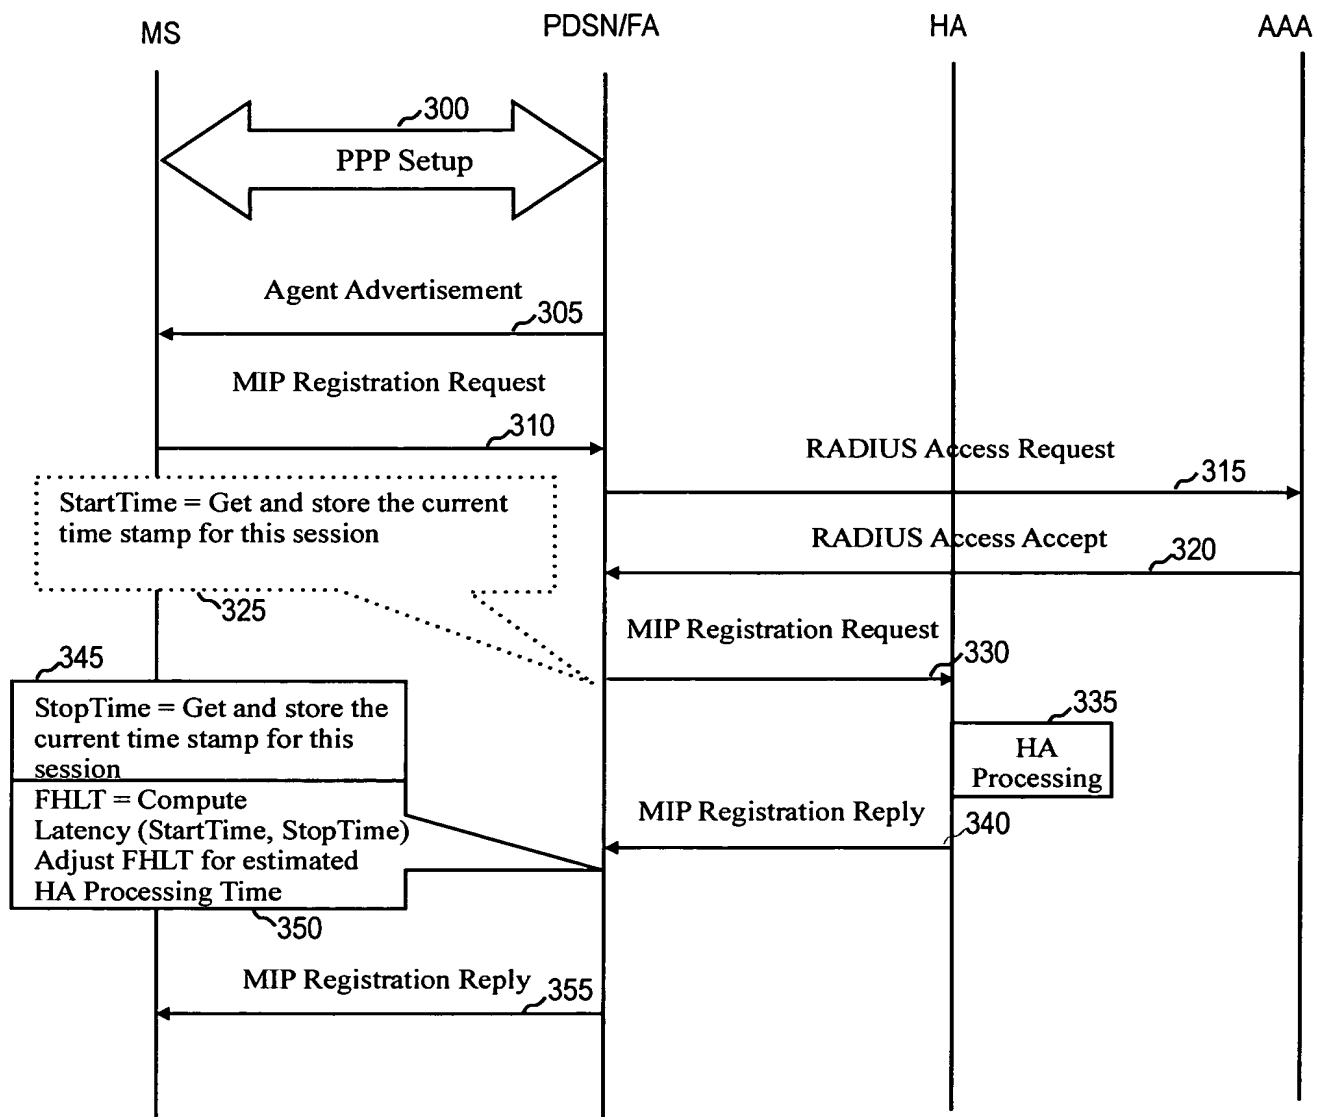 MS
PDSN/FA
HA
AAA
300
PPP Setup
Agent Advertisement
305
MIP Registration Request
310
RADIUS Access Request
315
StartTime = Get and store the current
time stamp for this session
325
RADIUS Access Accept
320
MIP Registration Request
330
345
StopTime = Get and store the
current time stamp for this
session
335
HA
Processing
FHLT = Compute
Latency (StartTime, StopTime)
Adjust FHLT for estimated
HA Processing Time
350
MIP Registration Reply
340
MIP Registration Reply
355